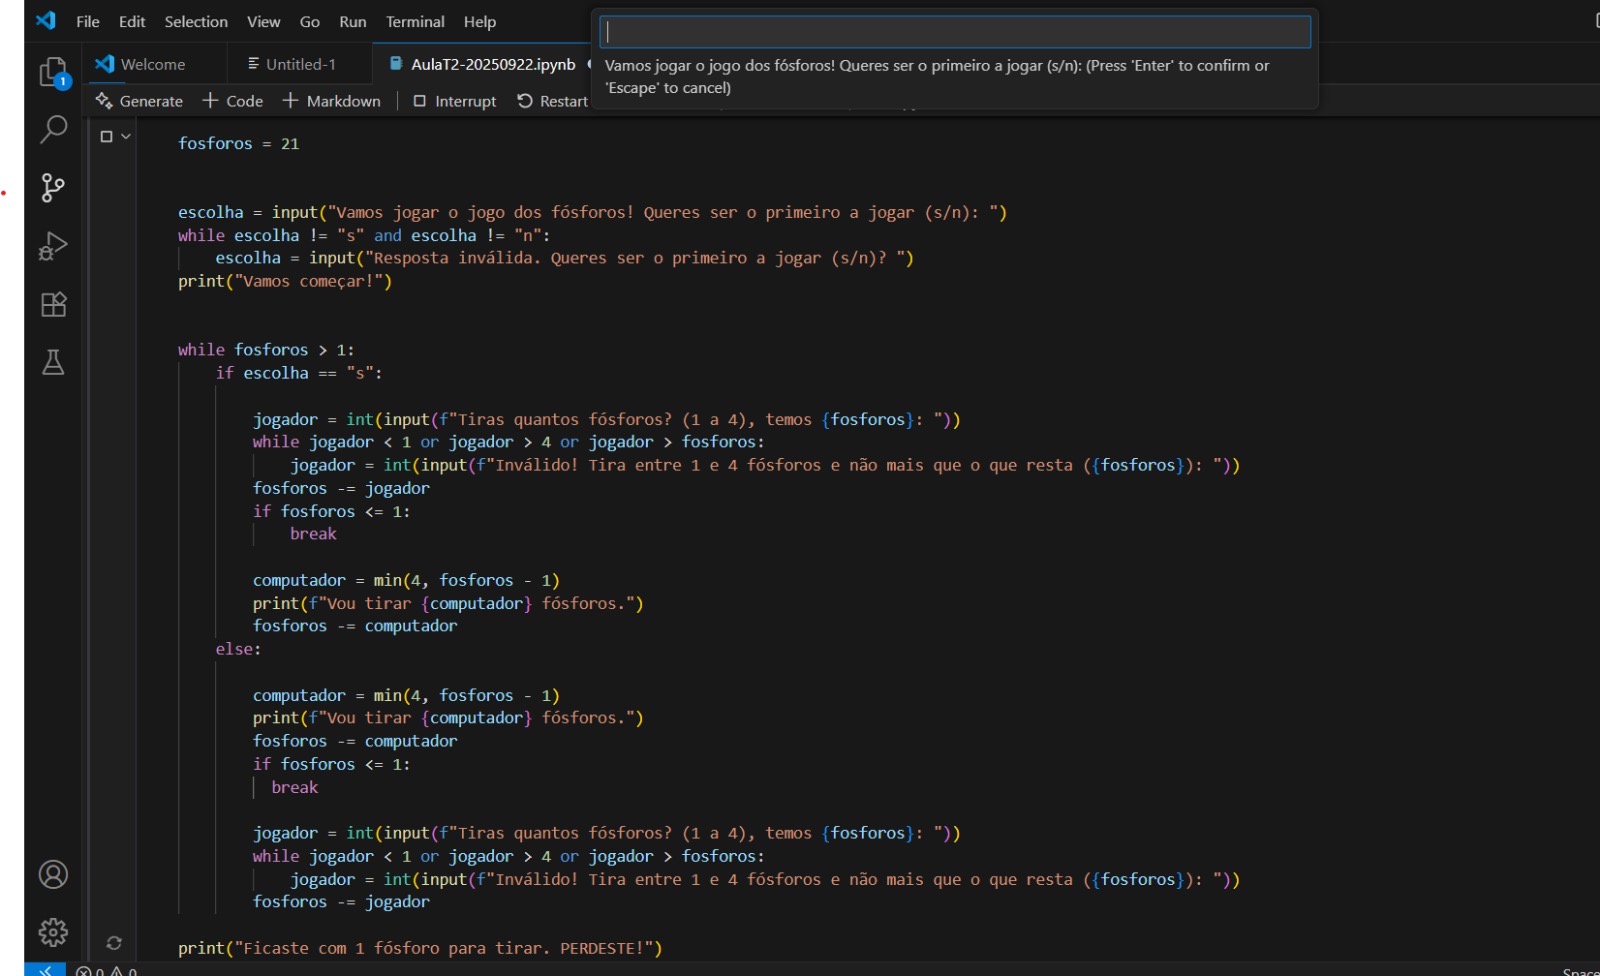 File Edit Selection View Go Run Terminal Help
Vamos jogar o jogo dos fósforos! Queres ser o primeiro a jogar (s/n): (Press 'Enter' to confirm or
'Escape' to cancel)
Welcome
Untitled-1
AulaT2-20250922.ipynb
1
Generate + Code + Markdown | Interrupt Restart
fosforos = 21
escolha = input("Vamos jogar o jogo dos fósforos! Queres ser o primeiro a jogar (s/n): ")
while escolha != "s" and escolha != "n":
    escolha = input("Resposta inválida. Queres ser o primeiro a jogar (s/n)? ")
print("Vamos começar!")
while fosforos > 1:
    if escolha == "s":
        jogador = int(input(f"Tiras quantos fósforos? (1 a 4), temos {fosforos}: "))
        while jogador < 1 or jogador > 4 or jogador > fosforos:
            jogador = int(input(f"Inválido! Tira entre 1 e 4 fósforos e não mais que o que resta ({fosforos}): "))
        fosforos -= jogador
        if fosforos <= 1:
            break
        computador = min(4, fosforos - 1)
        print(f"Vou tirar {computador} fósforos.")
        fosforos -= computador
    else:
        computador = min(4, fosforos - 1)
        print(f"Vou tirar {computador} fósforos.")
        fosforos -= computador
        if fosforos <= 1:
          break
        jogador = int(input(f"Tiras quantos fósforos? (1 a 4), temos {fosforos}: "))
        while jogador < 1 or jogador > 4 or jogador > fosforos:
            jogador = int(input(f"Inválido! Tira entre 1 e 4 fósforos e não mais que o que resta ({fosforos}): "))
        fosforos -= jogador
print("Ficaste com 1 fósforo para tirar. PERDESTE!")
0 0